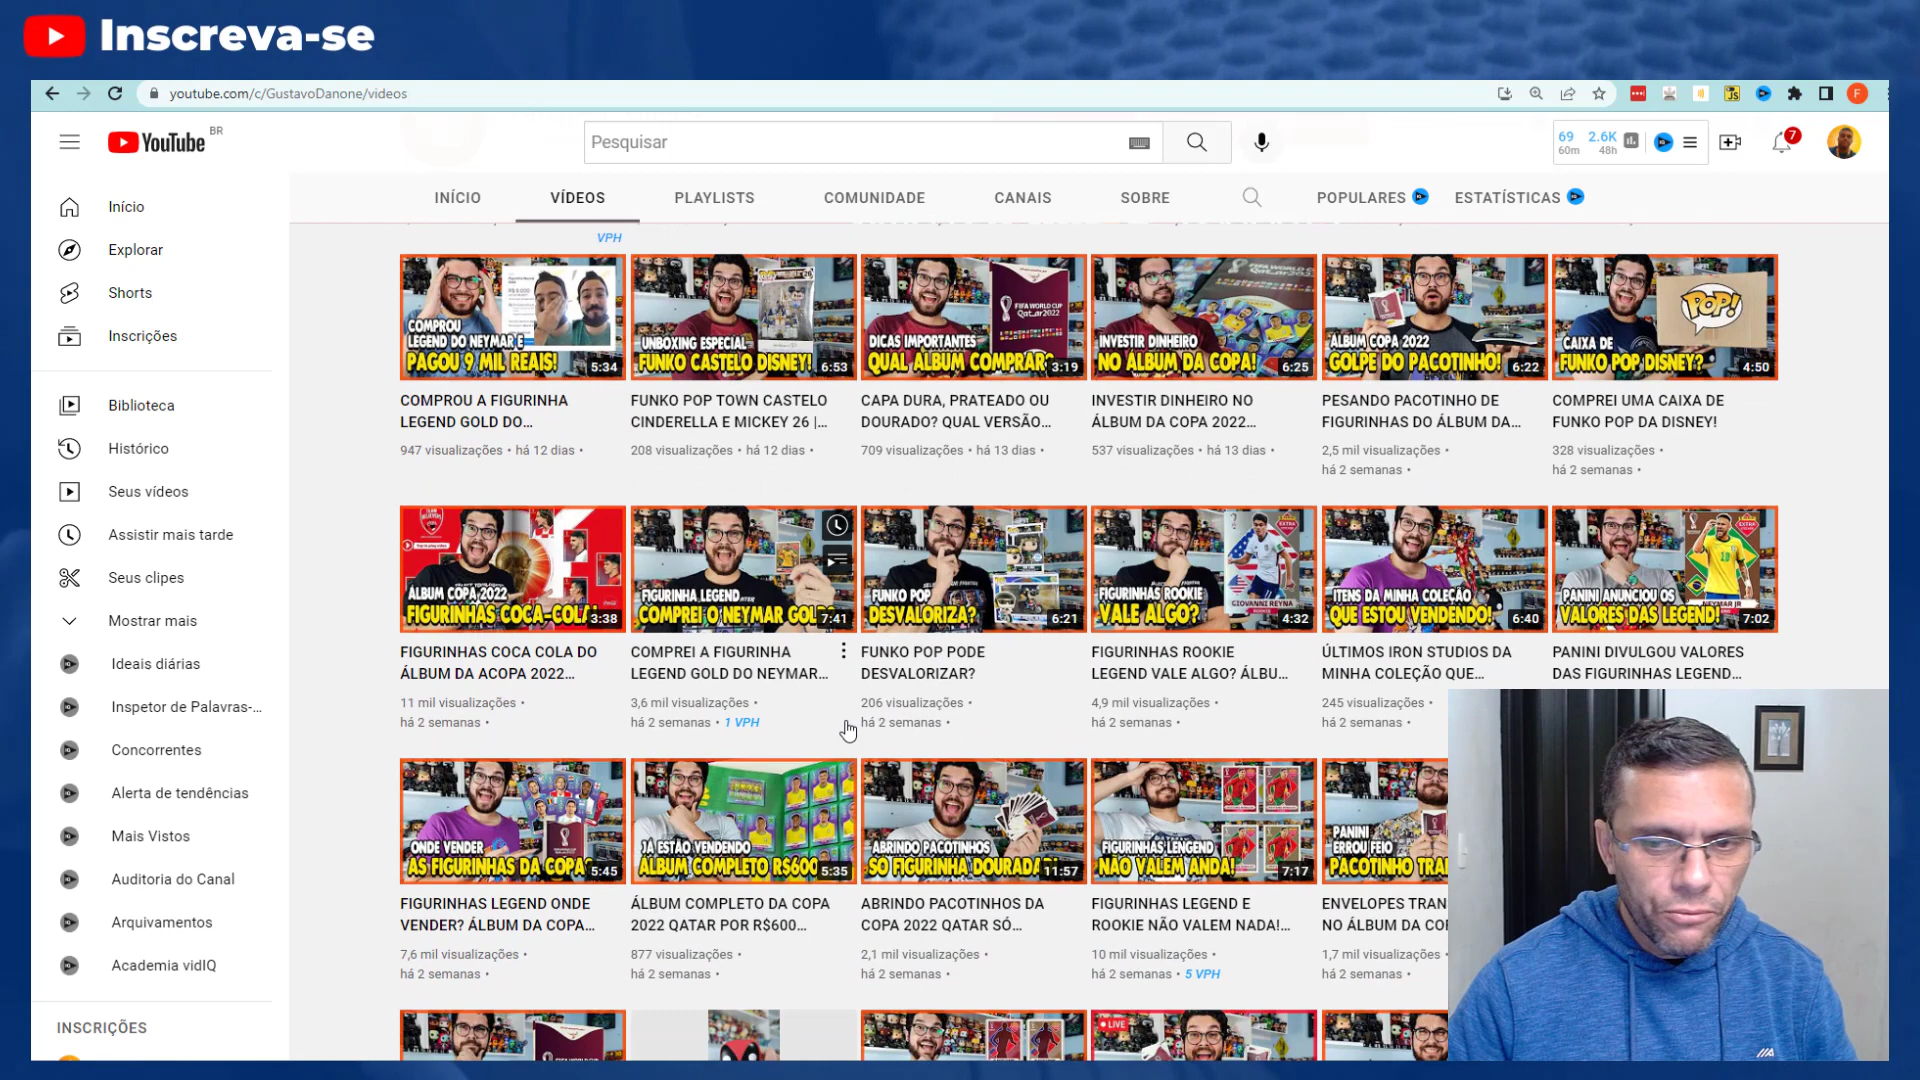 Inscreva-se
youtube.com/c/GustavoDanone/videos
F
YouTube BR
Pesquisar
69 2.6K
60m 48h
7
INÍCIO VÍDEOS PLAYLISTS COMUNIDADE CANAIS SOBRE POPULARES ESTATÍSTICAS
Início
Explorar
Shorts
Inscrições
Biblioteca
Histórico
Seus vídeos
Assistir mais tarde
Seus clipes
Mostrar mais
Ideais diárias
Inspetor de Palavras-...
Concorrentes
Alerta de tendências
Mais Vistos
Auditoria do Canal
Arquivamentos
Academia vidIQ
INSCRIÇÕES
VPH
COMPROU
LEGEND DO NEYMAR E
PAGOU 9 MIL REAIS!
5:34
COMPROU A FIGURINHA
LEGEND GOLD DO...
947 visualizações • há 12 dias •
UNBOXING ESPECIAL
FUNKO CASTELO DISNEY!
6:53
FUNKO POP TOWN CASTELO
CINDERELLA E MICKEY 26 |...
208 visualizações • há 12 dias •
FIFA WORLD CUP
Qatar2022
DICAS IMPORTANTES
QUAL ALBUM COMPRAR
3:19
CAPA DURA, PRATEADO OU
DOURADO? QUAL VERSÃO...
709 visualizações • há 13 dias •
INVESTIR DINHEIRO
NO ALBUM DA COPA!
6:25
INVESTIR DINHEIRO NO
ÁLBUM DA COPA 2022...
537 visualizações • há 13 dias •
ALBUM COPA 2022
GOLPE DO PACOTINHO!
6:22
PESANDO PACOTINHO DE
FIGURINHAS DO ÁLBUM DA...
2,5 mil visualizações •
há 2 semanas •
POP!
CAIXA DE
FUNKO POP DISNEY?
4:50
COMPREI UMA CAIXA DE
FUNKO POP DA DISNEY!
328 visualizações •
há 2 semanas •
ÁLBUM COPA 2022
FIGURINHAS COCA-COLA!
3:38
FIGURINHAS COCA COLA DO
ÁLBUM DA ACOPA 2022...
11 mil visualizações •
há 2 semanas •
FIGURINHA LEGEND
COMPREI O NEYMAR GOLD
7:41
COMPREI A FIGURINHA
LEGEND GOLD DO NEYMAR...
3,6 mil visualizações •
há 2 semanas • 1 VPH
FUNKO POP
DESVALORIZA?
6:21
FUNKO POP PODE
DESVALORIZAR?
206 visualizações •
há 2 semanas •
EXTRA
GIOVANNI REYNA
FIGURINHAS ROOKIE
VALE ALGO?
4:32
FIGURINHAS ROOKIE
LEGEND VALE ALGO? ÁLBU...
4,9 mil visualizações •
há 2 semanas •
ITENS DA MINHA COLEÇÃO
QUE ESTOU VENDENDO!
6:40
ÚLTIMOS IRON STUDIOS DA
MINHA COLEÇÃO QUE...
245 visualizações •
há 2 semanas •
EXTRA
NEYMAR JR
PANINI ANUNCIOU OS
VALORES DAS LEGEND!
7:02
PANINI DIVULGOU VALORES
DAS FIGURINHAS LEGEND...
ONDE VENDER
AS FIGURINHAS DA COPA
5:45
FIGURINHAS LEGEND ONDE
VENDER? ÁLBUM DA COPA...
7,6 mil visualizações •
há 2 semanas •
JÁ ESTÃO VENDENDO
ÁLBUM COMPLETO R$600
5:35
ÁLBUM COMPLETO DA COPA
2022 QATAR POR R$600...
877 visualizações •
há 2 semanas •
ABRINDO PACOTINHOS
SÓ FIGURINHA DOURADA
11:57
ABRINDO PACOTINHOS DA
COPA 2022 QATAR SÓ...
2,1 mil visualizações •
há 2 semanas •
FIGURINHAS LENGEND
NÃO VALEM ANDA!
7:17
FIGURINHAS LEGEND E
ROOKIE NÃO VALEM NADA!...
10 mil visualizações •
há 2 semanas • 5 VPH
PANINI
ERROU FEIO
PACOTINHO TRA
ENVELOPES TRAN
NO ÁLBUM DA CO
1,7 mil visualizações •
há 2 semanas •
LIVE